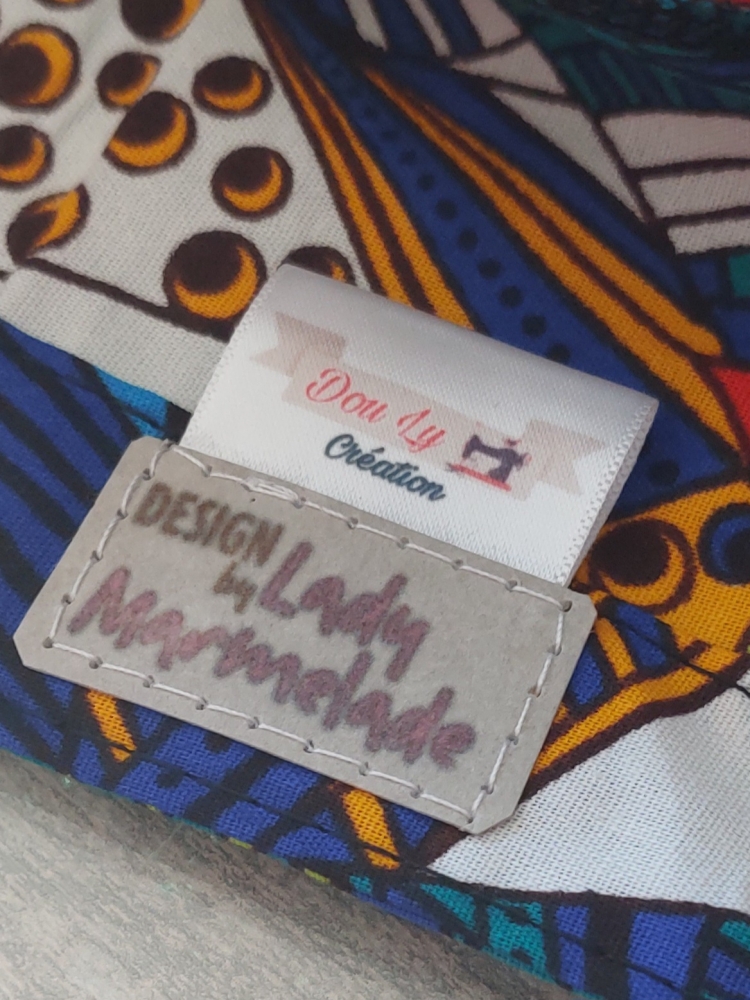 Dou Ly
Création
DESIGN
by Lady
Marmelade